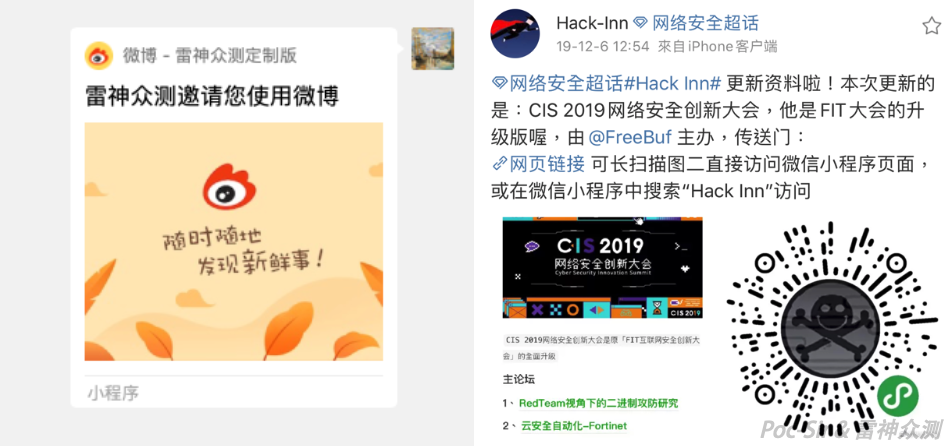 微博 - 雷神众测定制版
雷神众测邀请您使用微博
随时随地
发现新鲜事！
小程序
Hack-Inn 网络安全超话
19-12-6 12:54 來自iPhone客户端
网络安全超话#Hack Inn# 更新资料啦！本次更新的
是：CIS 2019网络安全创新大会，他是FIT大会的升
级版喔，由 @FreeBuf 主办，传送门：
网页链接 可长扫描图二直接访问微信小程序页面，
或在微信小程序中搜索“Hack Inn”访问
CIS 2019
网络安全创新大会
Cyber Security Innovation Summit
CIS 2019
CIS 2019网络安全创新大会是原「FIT互联网安全创新大
会」的全面升级
主论坛
1、 RedTeam视角下的二进制攻防研究
2、 云安全自动化–Fortinet
Poc-Sir & 雷神众测